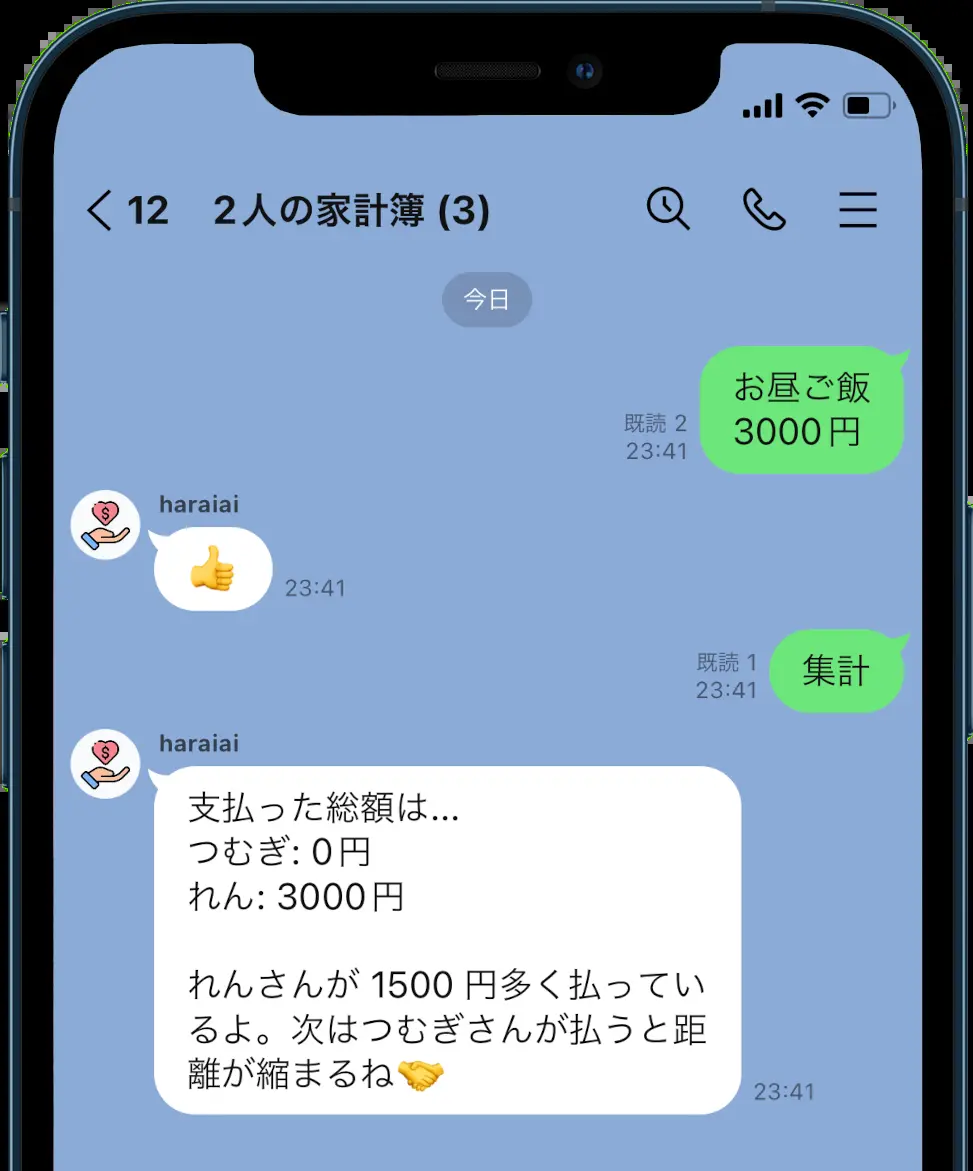 12 2人の家計簿 (3)
今日
お昼ご飯
3000円
既読 2
23:41
haraiai
👍
23:41
集計
既読 1
23:41
haraiai
支払った総額は...
つむぎ: 0円
れん: 3000円
れんさんが 1500 円多く払ってい
るよ。次はつむぎさんが払うと距
離が縮まるね🤝
23:41